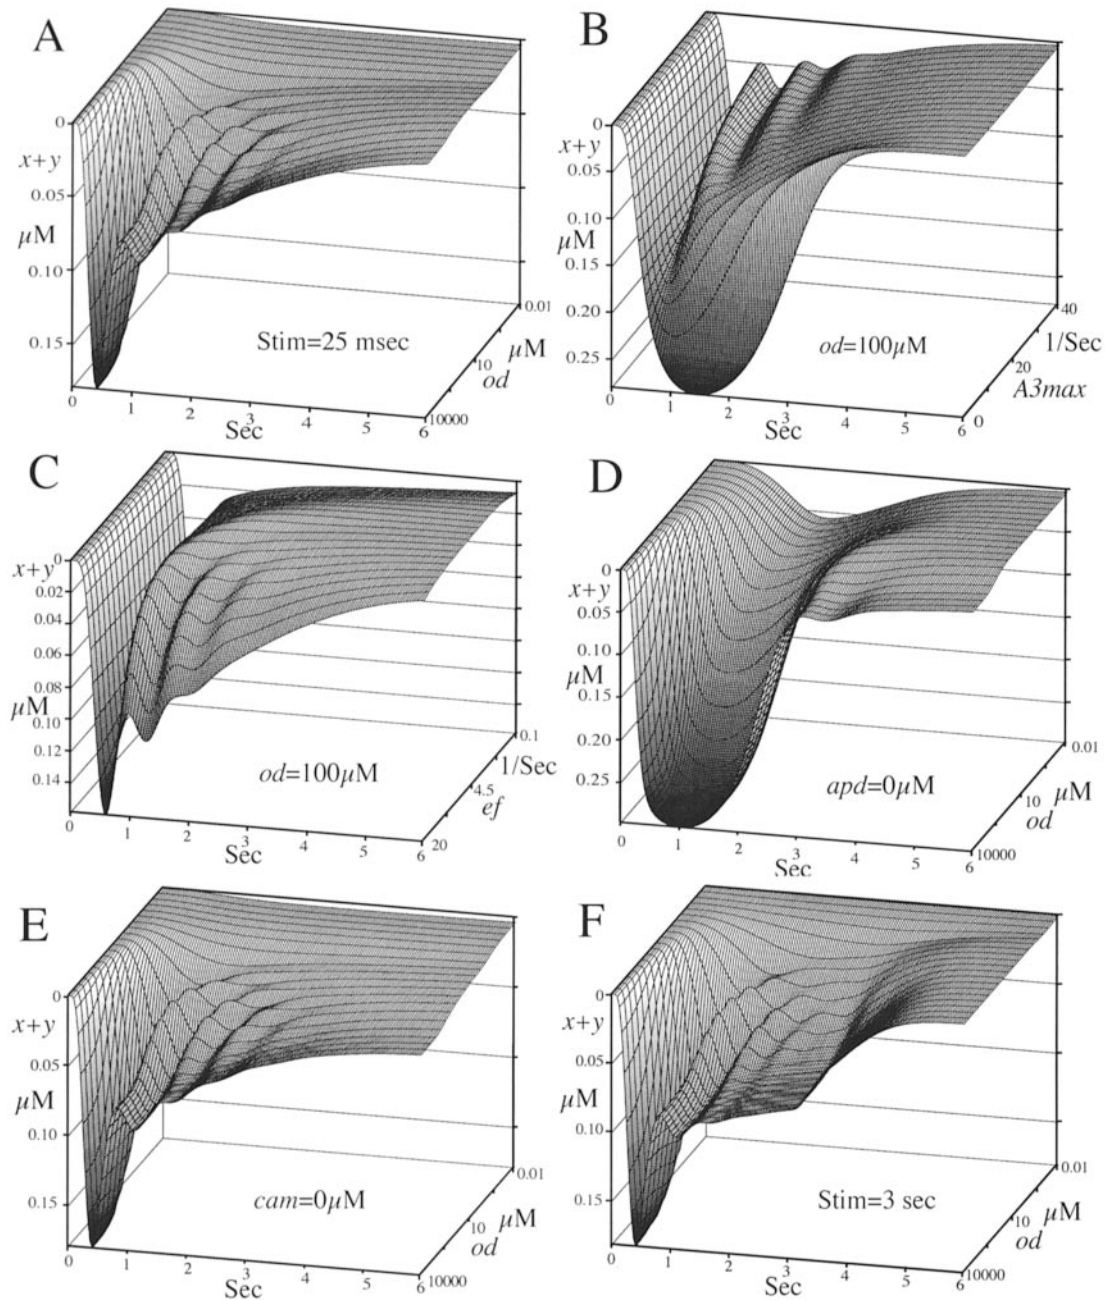 A
0
x+y
0.05
µM
0.10
0.15
Stim=25 msec
0.01
µM
10
od
10000
0
1
2
3
4
5
6
Sec
B
0
x+y
0.05
0.10
µM
0.15
0.20
0.25
od=100µM
40
1/Sec
20
A3max
0
0
1
2
3
4
5
6
Sec
C
x+y
0
0.02
0.04
0.06
0.08
µM
0.10
0.12
0.14
od=100µM
0.1
1/Sec
4.5
ef
20
0
1
2
3
4
5
6
Sec
D
0
x+y
0.05
0.10
µM
0.15
0.20
0.25
apd=0µM
0.01
µM
10
od
10000
0
1
2
3
4
5
6
Sec
E
0
x+y
0.05
µM
0.10
0.15
cam=0µM
0.01
µM
10
od
10000
0
1
2
3
4
5
6
Sec
F
0
x+y
0.05
µM
0.10
0.15
Stim=3 sec
0.01
µM
10
od
10000
0
1
2
3
4
5
6
Sec